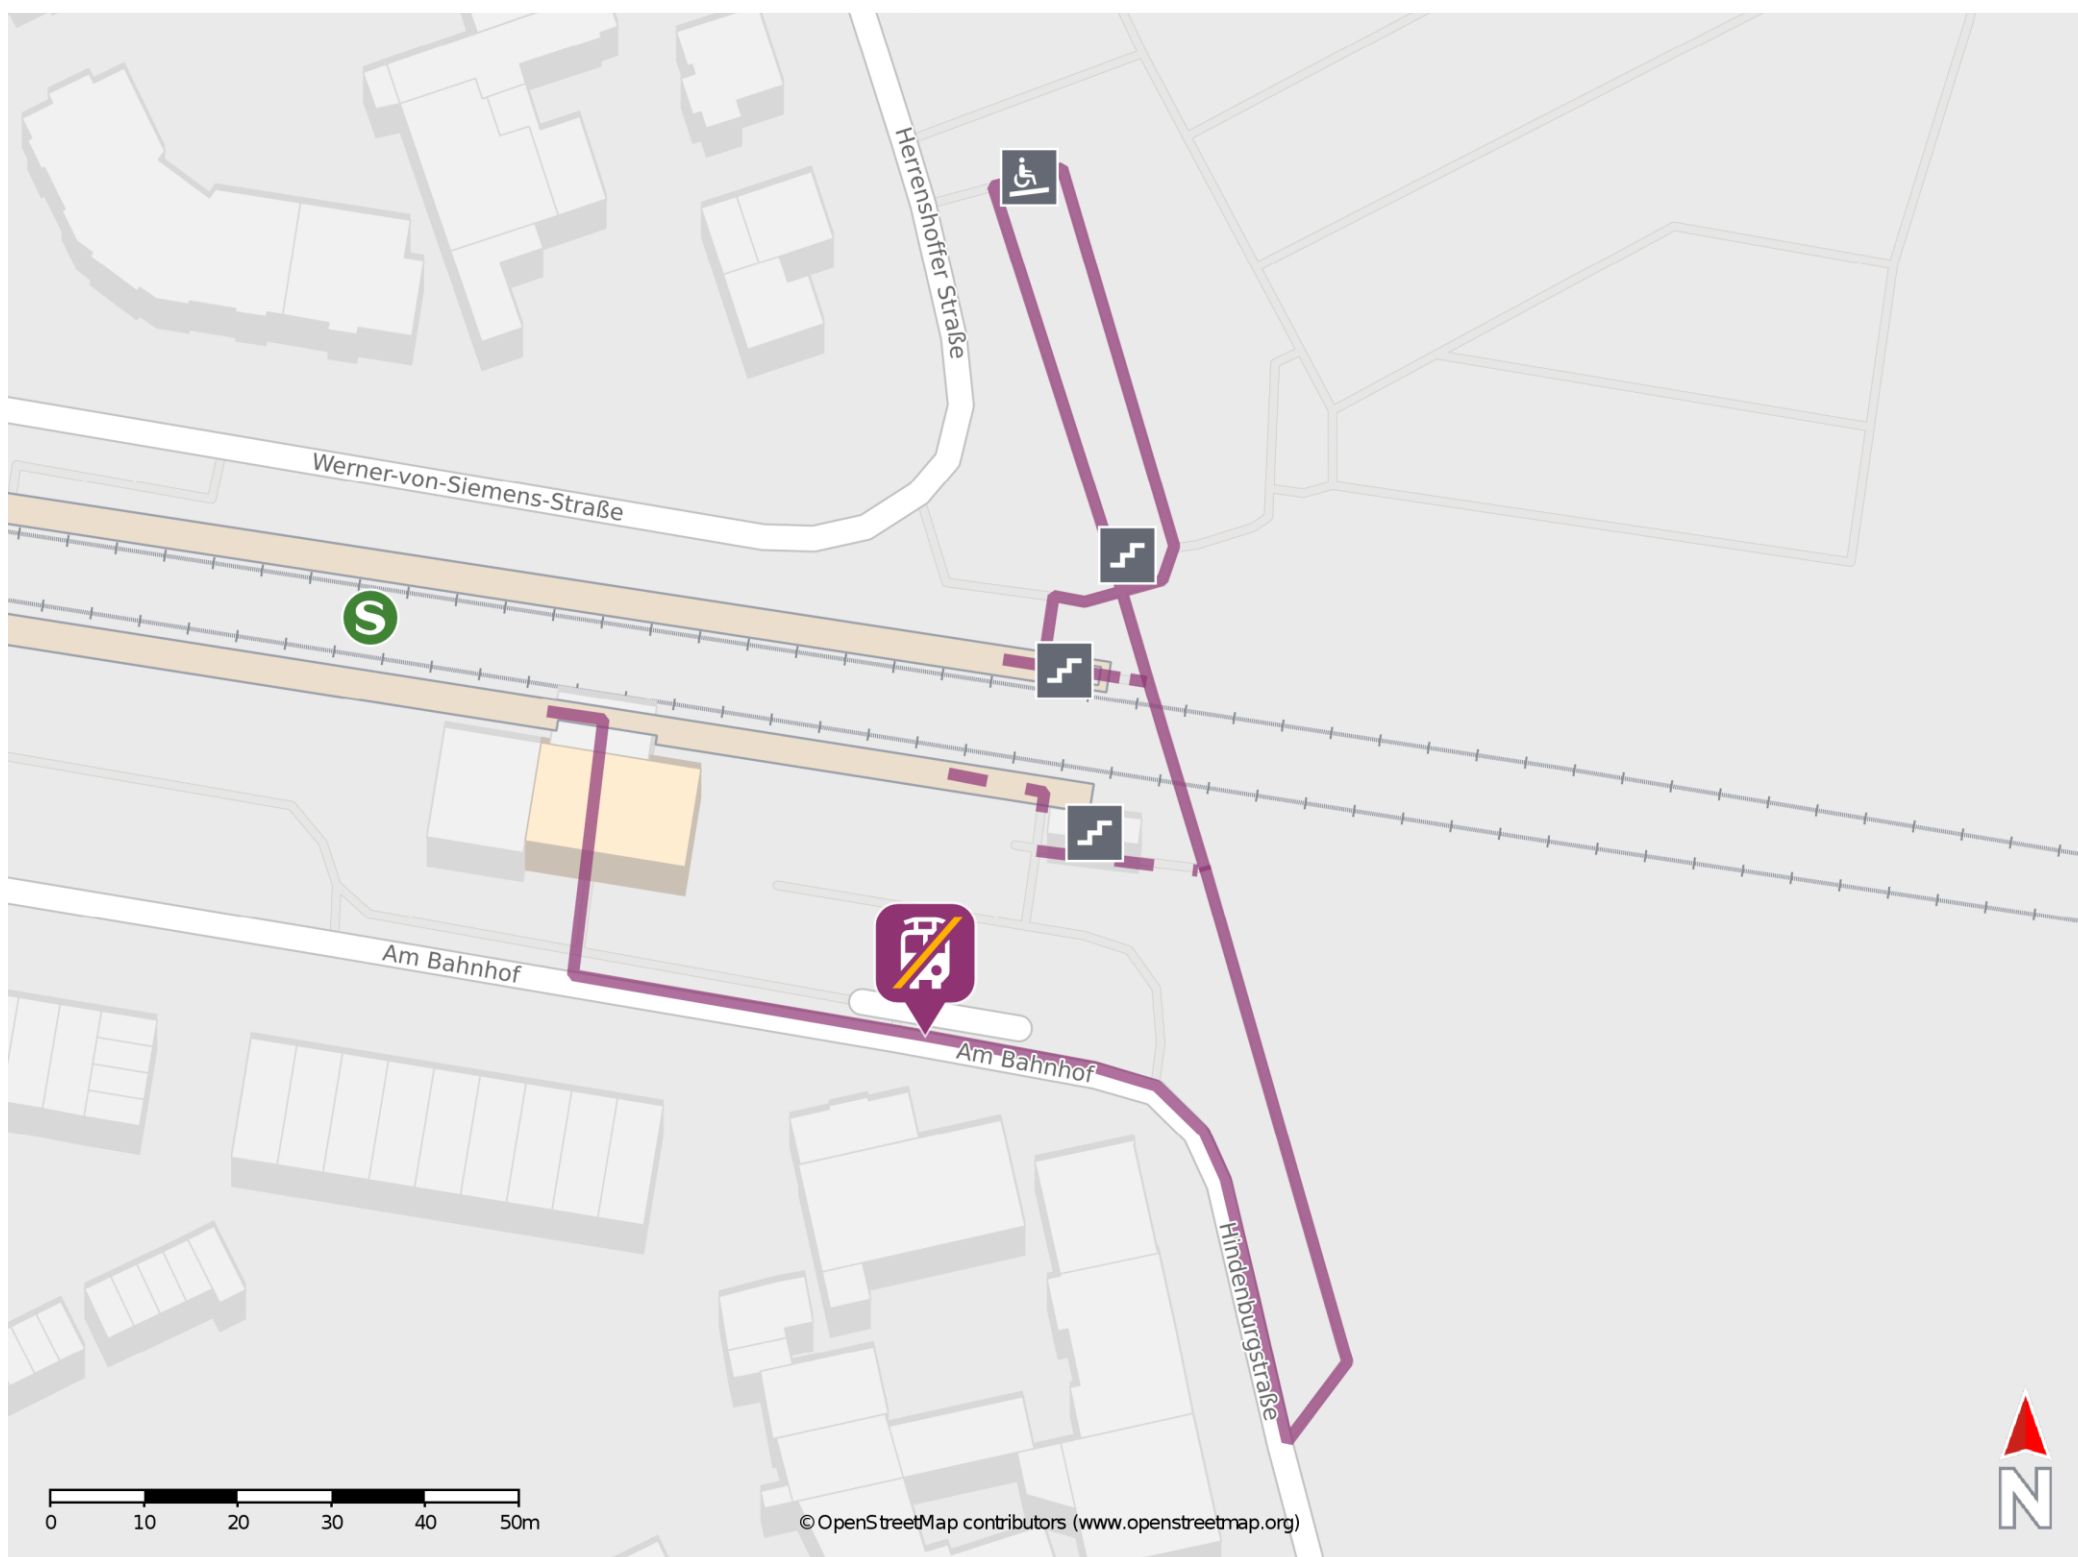 Herrenshoffer Straße
Werner-von-Siemens-Straße
S
Am Bahnhof
Am Bahnhof
Hindenburgstraße
0 10 20 30 40 50m
© OpenStreetMap contributors (www.openstreetmap.org)
N